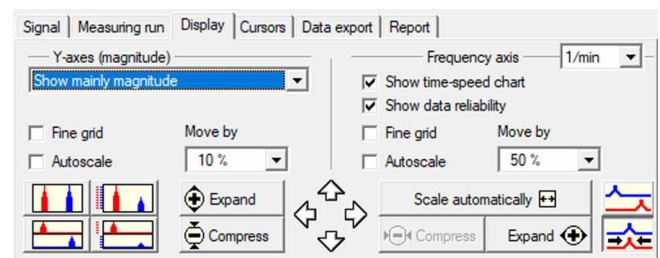 Signal Measuring run Display Cursors Data export Report
Y-axes (magnitude) Frequency axis 1/min
Show mainly magnitude Show time-speed chart
Show data reliability
Fine grid Move by Fine grid Move by
Autoscale 10 % Autoscale 50 %
Expand Scale automatically
Compress Compress Expand